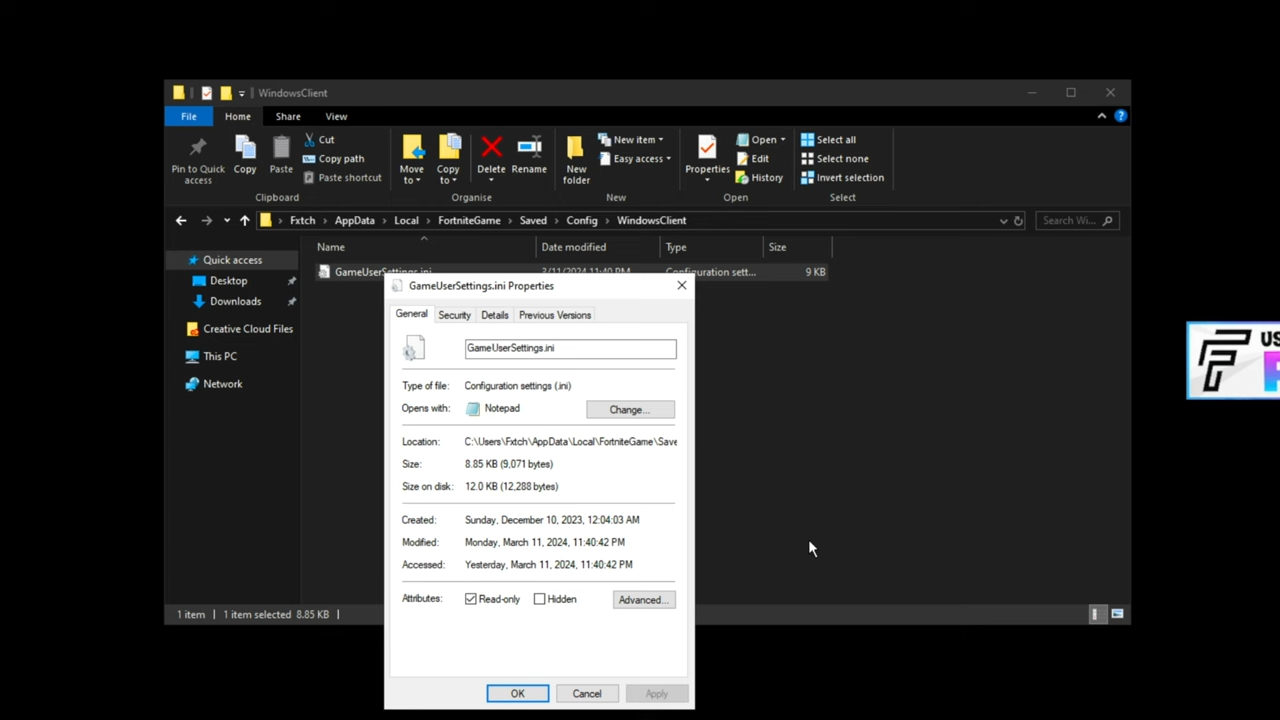 WindowsClient
File Home Share View
Pin to Quick access
Copy
Paste
Cut
Copy path
Paste shortcut
Clipboard
Move to
Copy to
Delete
Rename
Organise
New folder
New item
Easy access
New
Properties
Open
Edit
History
Open
Select all
Select none
Invert selection
Select
Fxtch > AppData > Local > FortniteGame > Saved > Config > WindowsClient
Search Wi...
Name Date modified Type Size
GameUserSettings.ini 3/11/2024 11:40 PM Configuration sett... 9 KB
Quick access
Desktop
Downloads
Creative Cloud Files
This PC
Network
GameUserSettings.ini Properties
General Security Details Previous Versions
GameUserSettings.ini
Type of file: Configuration settings (.ini)
Opens with: Notepad Change...
Location: C:\Users\Fxtch\AppData\Local\FortniteGame\Save
Size: 8.85 KB (9,071 bytes)
Size on disk: 12.0 KB (12,288 bytes)
Created: Sunday, December 10, 2023, 12:04:03 AM
Modified: Monday, March 11, 2024, 11:40:42 PM
Accessed: Yesterday, March 11, 2024, 11:40:42 PM
Attributes: Read-only Hidden Advanced...
OK Cancel Apply
1 item 1 item selected 8.85 KB